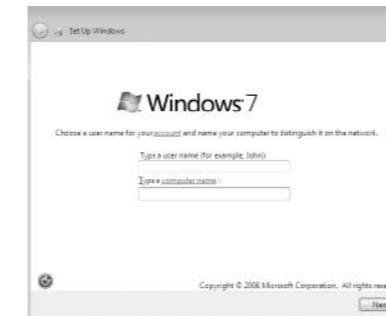 Set Up Windows
Windows 7
Choose a user name for your account and name your computer to distinguish it on the network.
Type a user name (for example, John):
Type a computer name :
Copyright © 2008 Microsoft Corporation. All rights rese
Next